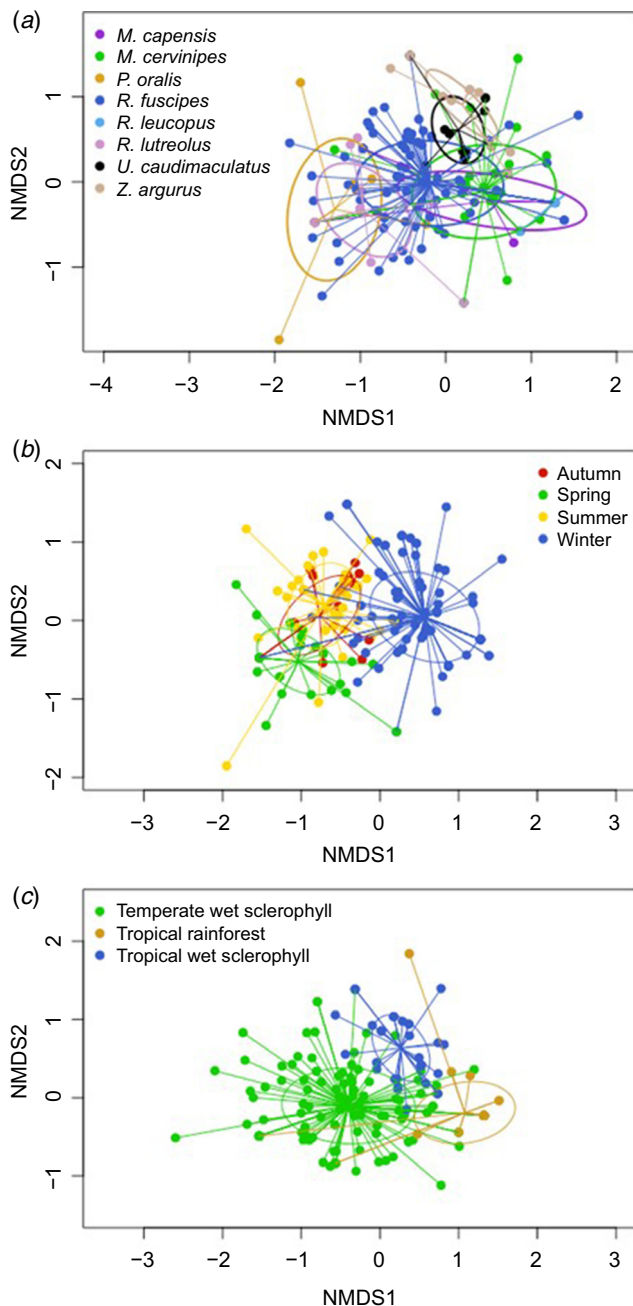 (a)
M. capensis
M. cervinipes
P. oralis
R. fuscipes
R. leucopus
R. lutreolus
U. caudimaculatus
Z. argurus
1
0
−1
NMDS2
−4 −3 −2 −1 0 1 2
NMDS1
(b)
Autumn
Spring
Summer
Winter
2
1
0
−1
−2
NMDS2
−3 −2 −1 0 1 2 3
NMDS1
(c)
Temperate wet sclerophyll
Tropical rainforest
Tropical wet sclerophyll
2
1
0
−1
NMDS2
−3 −2 −1 0 1 2 3
NMDS1